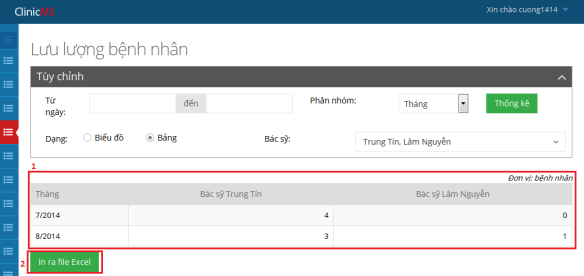 ClinicMS
Xin chào cuong1414
Lưu lượng bệnh nhân
Tùy chỉnh
Từ ngày:
đến
Phân nhóm:
Tháng
Thống kê
Dạng:
Biểu đồ
Bảng
Bác sỹ:
Trung Tín, Lâm Nguyễn
1
Đơn vị: bệnh nhân
Tháng
Bác sỹ Trung Tín
Bác sỹ Lâm Nguyễn
7/2014
4
0
8/2014
3
1
2
In ra file Excel